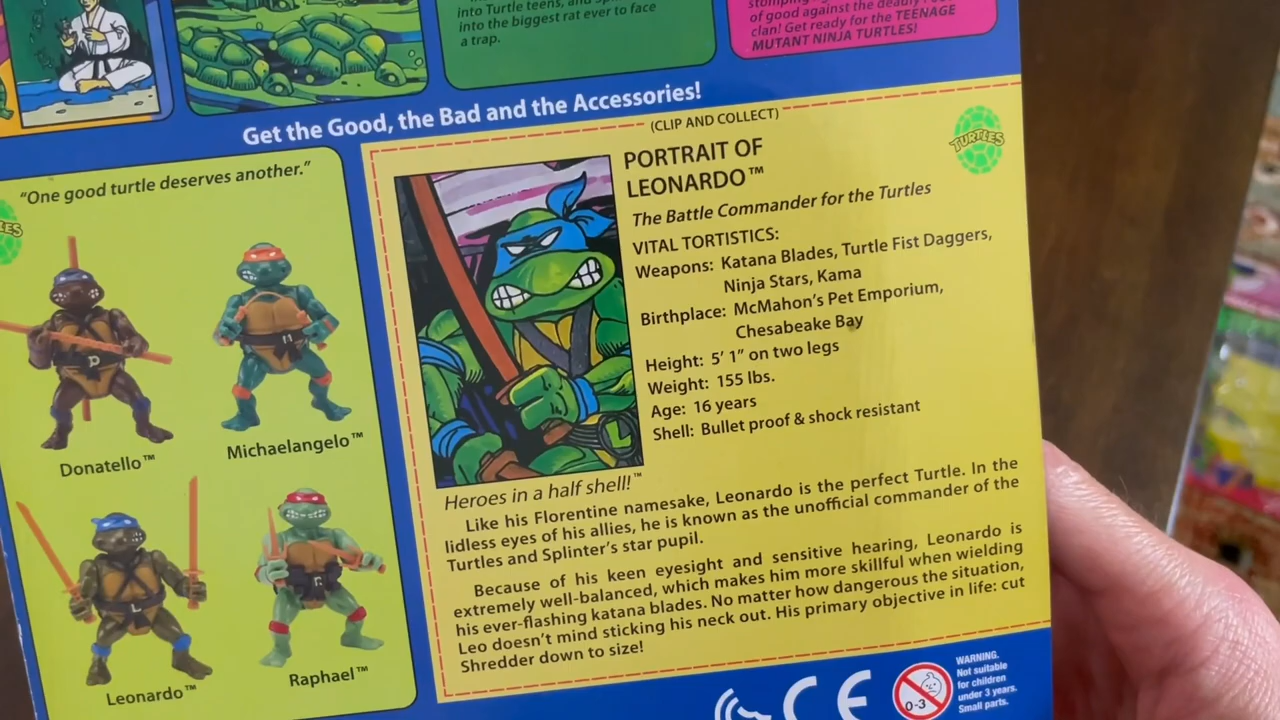 into Turtle teens, and
into the biggest rat ever to face
a trap.
of good against the deadly
clan! Get ready for the TEENAGE
MUTANT NINJA TURTLES!
Get the Good, the Bad and the Accessories!
"One good turtle deserves another."
Donatello™
Michaelangelo™
Leonardo™
Raphael™
(CLIP AND COLLECT)
PORTRAIT OF
LEONARDO™
TURTLES
The Battle Commander for the Turtles
VITAL TORTISTICS:
Weapons: Katana Blades, Turtle Fist Daggers,
Ninja Stars, Kama
Birthplace: McMahon's Pet Emporium,
Chesabeake Bay
Height: 5' 1" on two legs
Weight: 155 lbs.
Age: 16 years
Shell: Bullet proof & shock resistant
Heroes in a half shell!™
Like his Florentine namesake, Leonardo is the perfect Turtle. In the
lidless eyes of his allies, he is known as the unofficial commander of the
Turtles and Splinter's star pupil.
Because of his keen eyesight and sensitive hearing, Leonardo is
extremely well-balanced, which makes him more skillful when wielding
his ever-flashing katana blades. No matter how dangerous the situation,
Leo doesn't mind sticking his neck out. His primary objective in life: cut
Shredder down to size!
CE
0-3
WARNING.
Not suitable
for children
under 3 years.
Small parts.